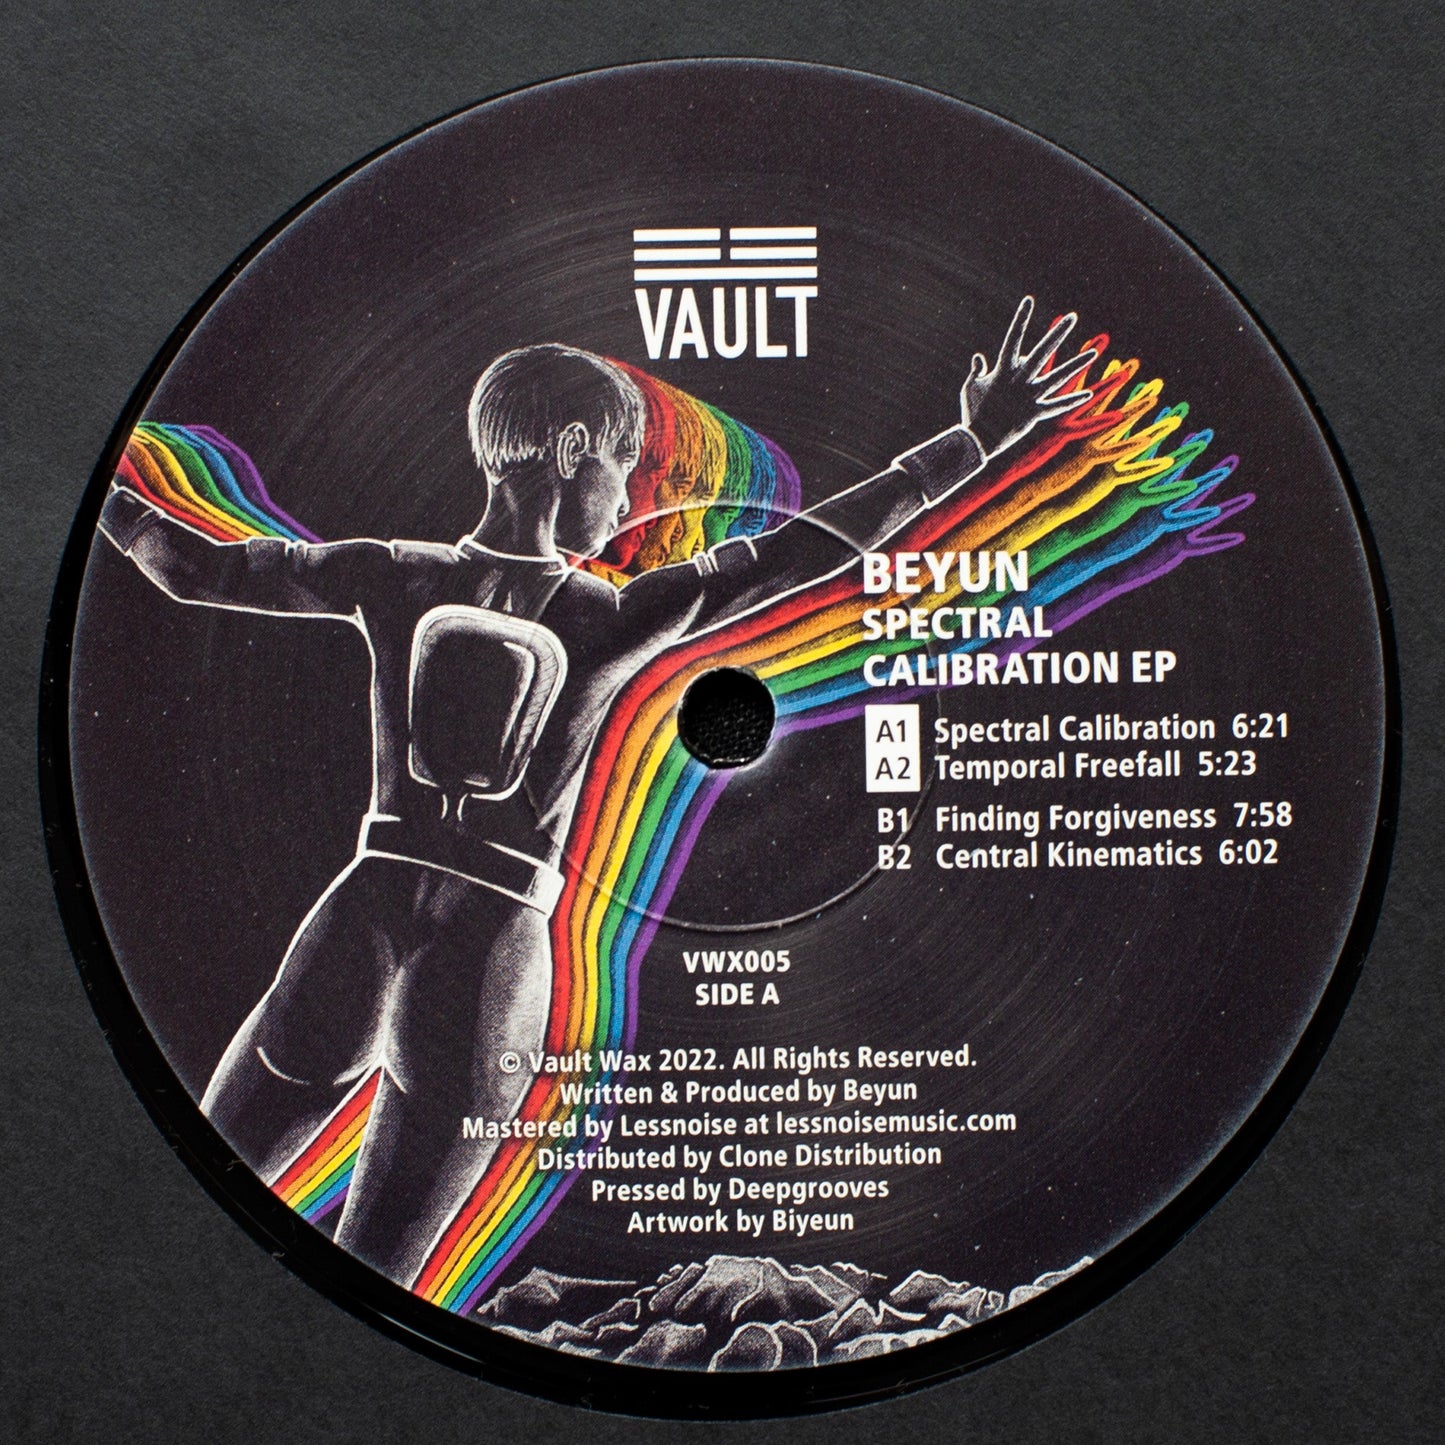 VAULT
BEYUN
SPECTRAL
CALIBRATION EP
A1 Spectral Calibration 6:21
A2 Temporal Freefall 5:23
B1 Finding Forgiveness 7:58
B2 Central Kinematics 6:02
VWX005
SIDE A
© Vault Wax 2022. All Rights Reserved.
Written & Produced by Beyun
Mastered by Lessnoise at lessnoisemusic.com
Distributed by Clone Distribution
Pressed by Deepgrooves
Artwork by Biyeun